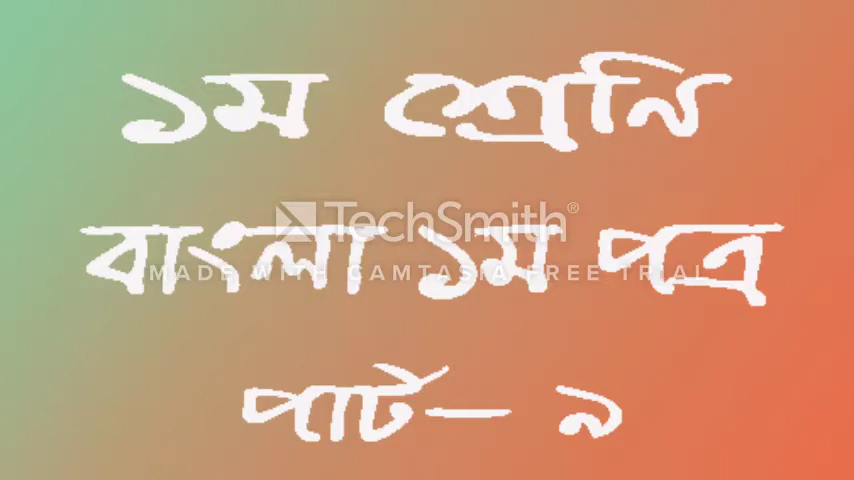 ১ম শ্রেনি
TechSmith®
বাংলা ১ম পত্র
MADE WITH CAMTASIA FREE TRIAL
পার্ট- ৯